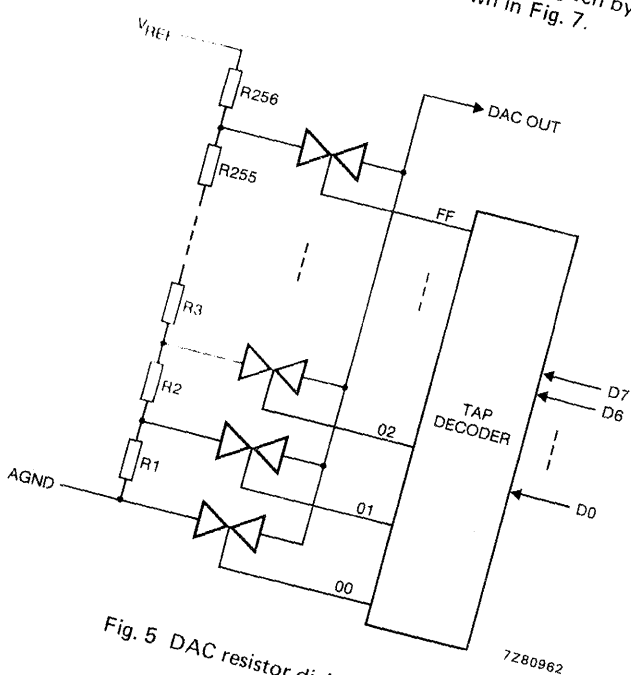 by
in Fig. 7.
VREF
R256
DAC OUT
R255
FF
R3
D7
D6
R2
TAP
DECODER
02
R1
AGND
01
D0
00
Fig. 5 DAC resistor
7Z80962